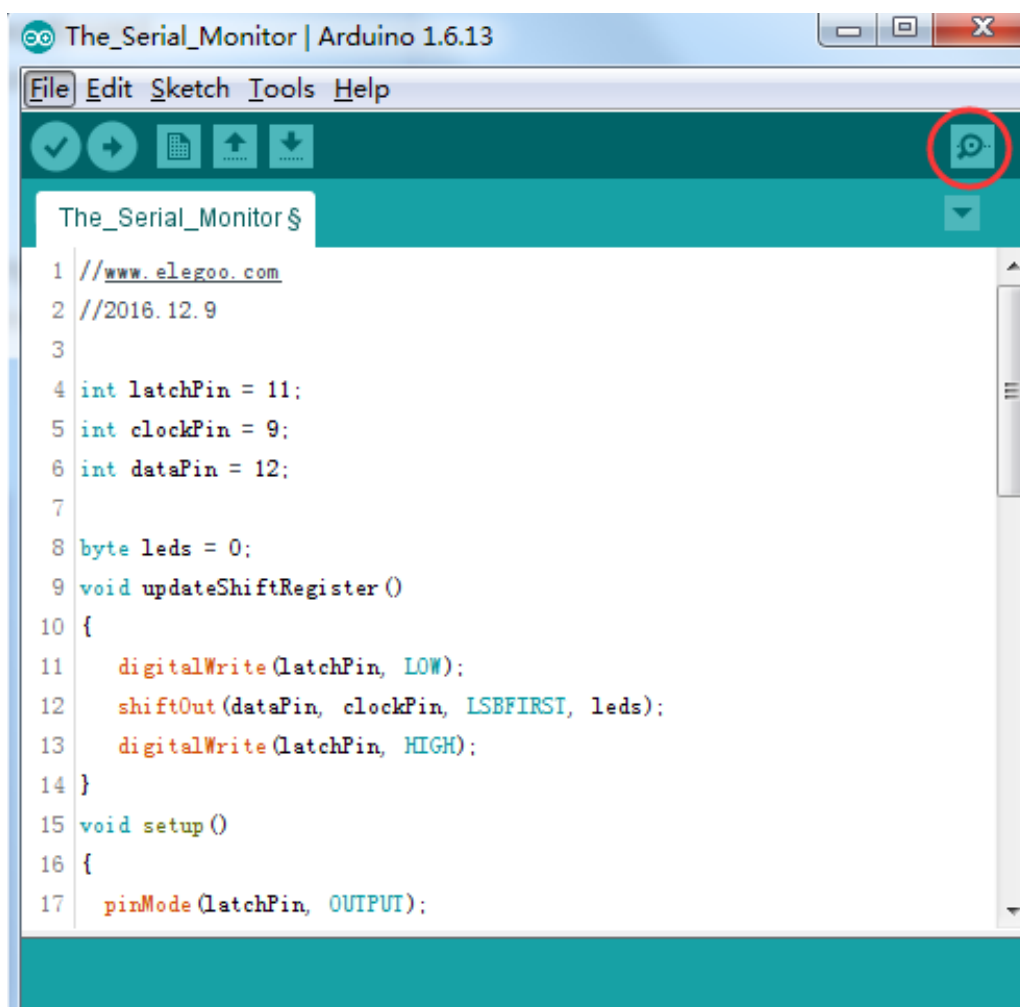 The_Serial_Monitor | Arduino 1.6.13
File Edit Sketch Tools Help
The_Serial_Monitor §
1 //www.elegoo.com
2 //2016.12.9
3
4 int latchPin = 11;
5 int clockPin = 9;
6 int dataPin = 12;
7
8 byte leds = 0;
9 void updateShiftRegister()
10 {
11 digitalWrite(latchPin, LOW);
12 shiftOut(dataPin, clockPin, LSBFIRST, leds);
13 digitalWrite(latchPin, HIGH);
14 }
15 void setup()
16 {
17 pinMode(latchPin, OUTPUT);